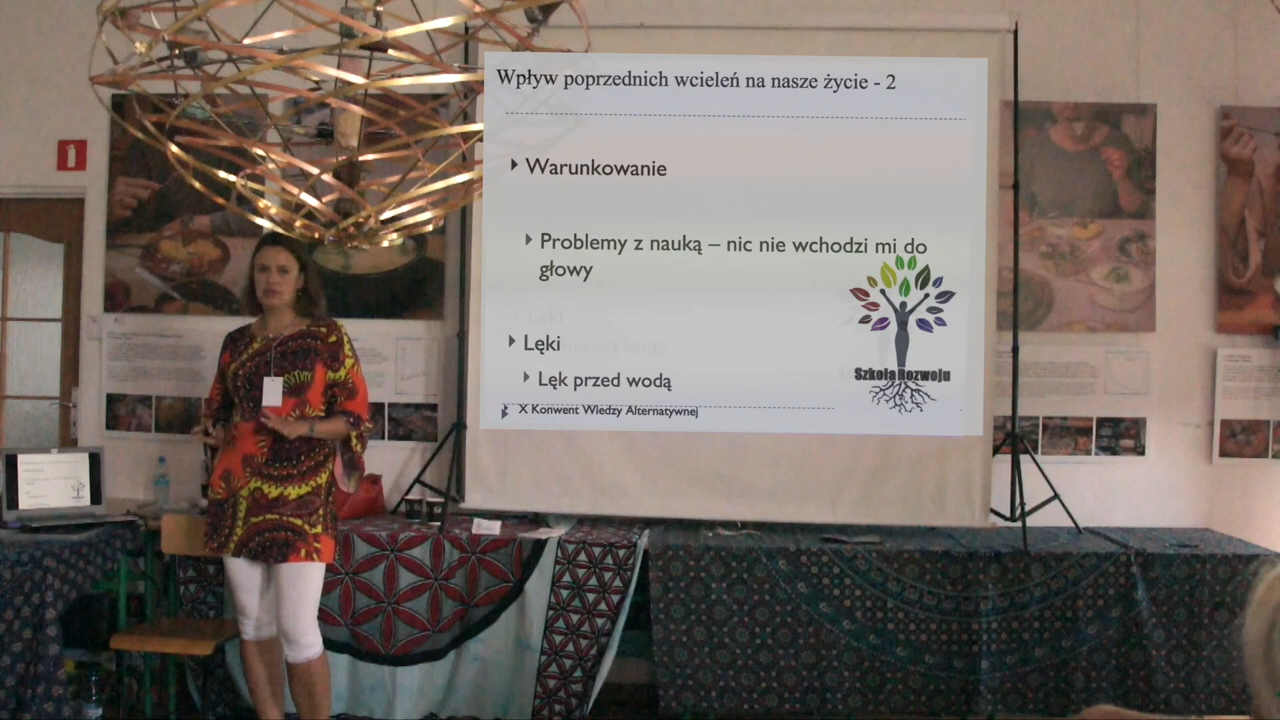 Wpływ poprzednich wcieleń na nasze życie - 2
Warunkowanie
Problemy z nauką – nic nie wchodzi mi do
głowy
Lęki
Lęk przed wodą
Szkoła Rozwoju
X Konwent Wiedzy Alternatywnej